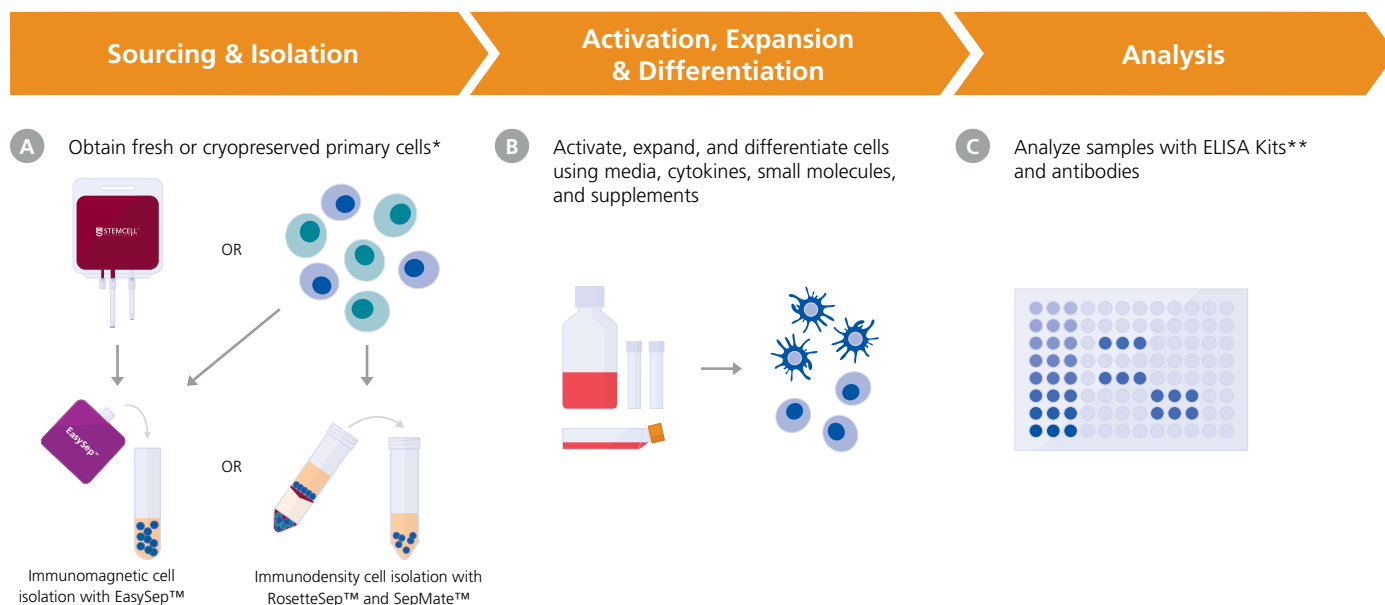 Sourcing & Isolation
Activation, Expansion
& Differentiation
Analysis
A
Obtain fresh or cryopreserved primary cells*
B
Activate, expand, and differentiate cells
using media, cytokines, small molecules,
and supplements
C
Analyze samples with ELISA Kits**
and antibodies
STEMCELL™
OR
EasySep™
OR
Immunomagnetic cell
isolation with EasySep™
Immunodensity cell isolation with
RosetteSep™ and SepMate™